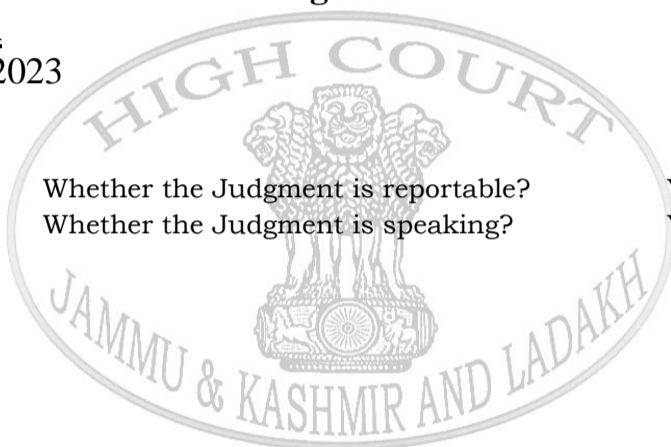 2023
HIGH COURT
Whether the Judgment is reportable?
Whether the Judgment is speaking?
JAMMU & KASHMIR AND LADAKH